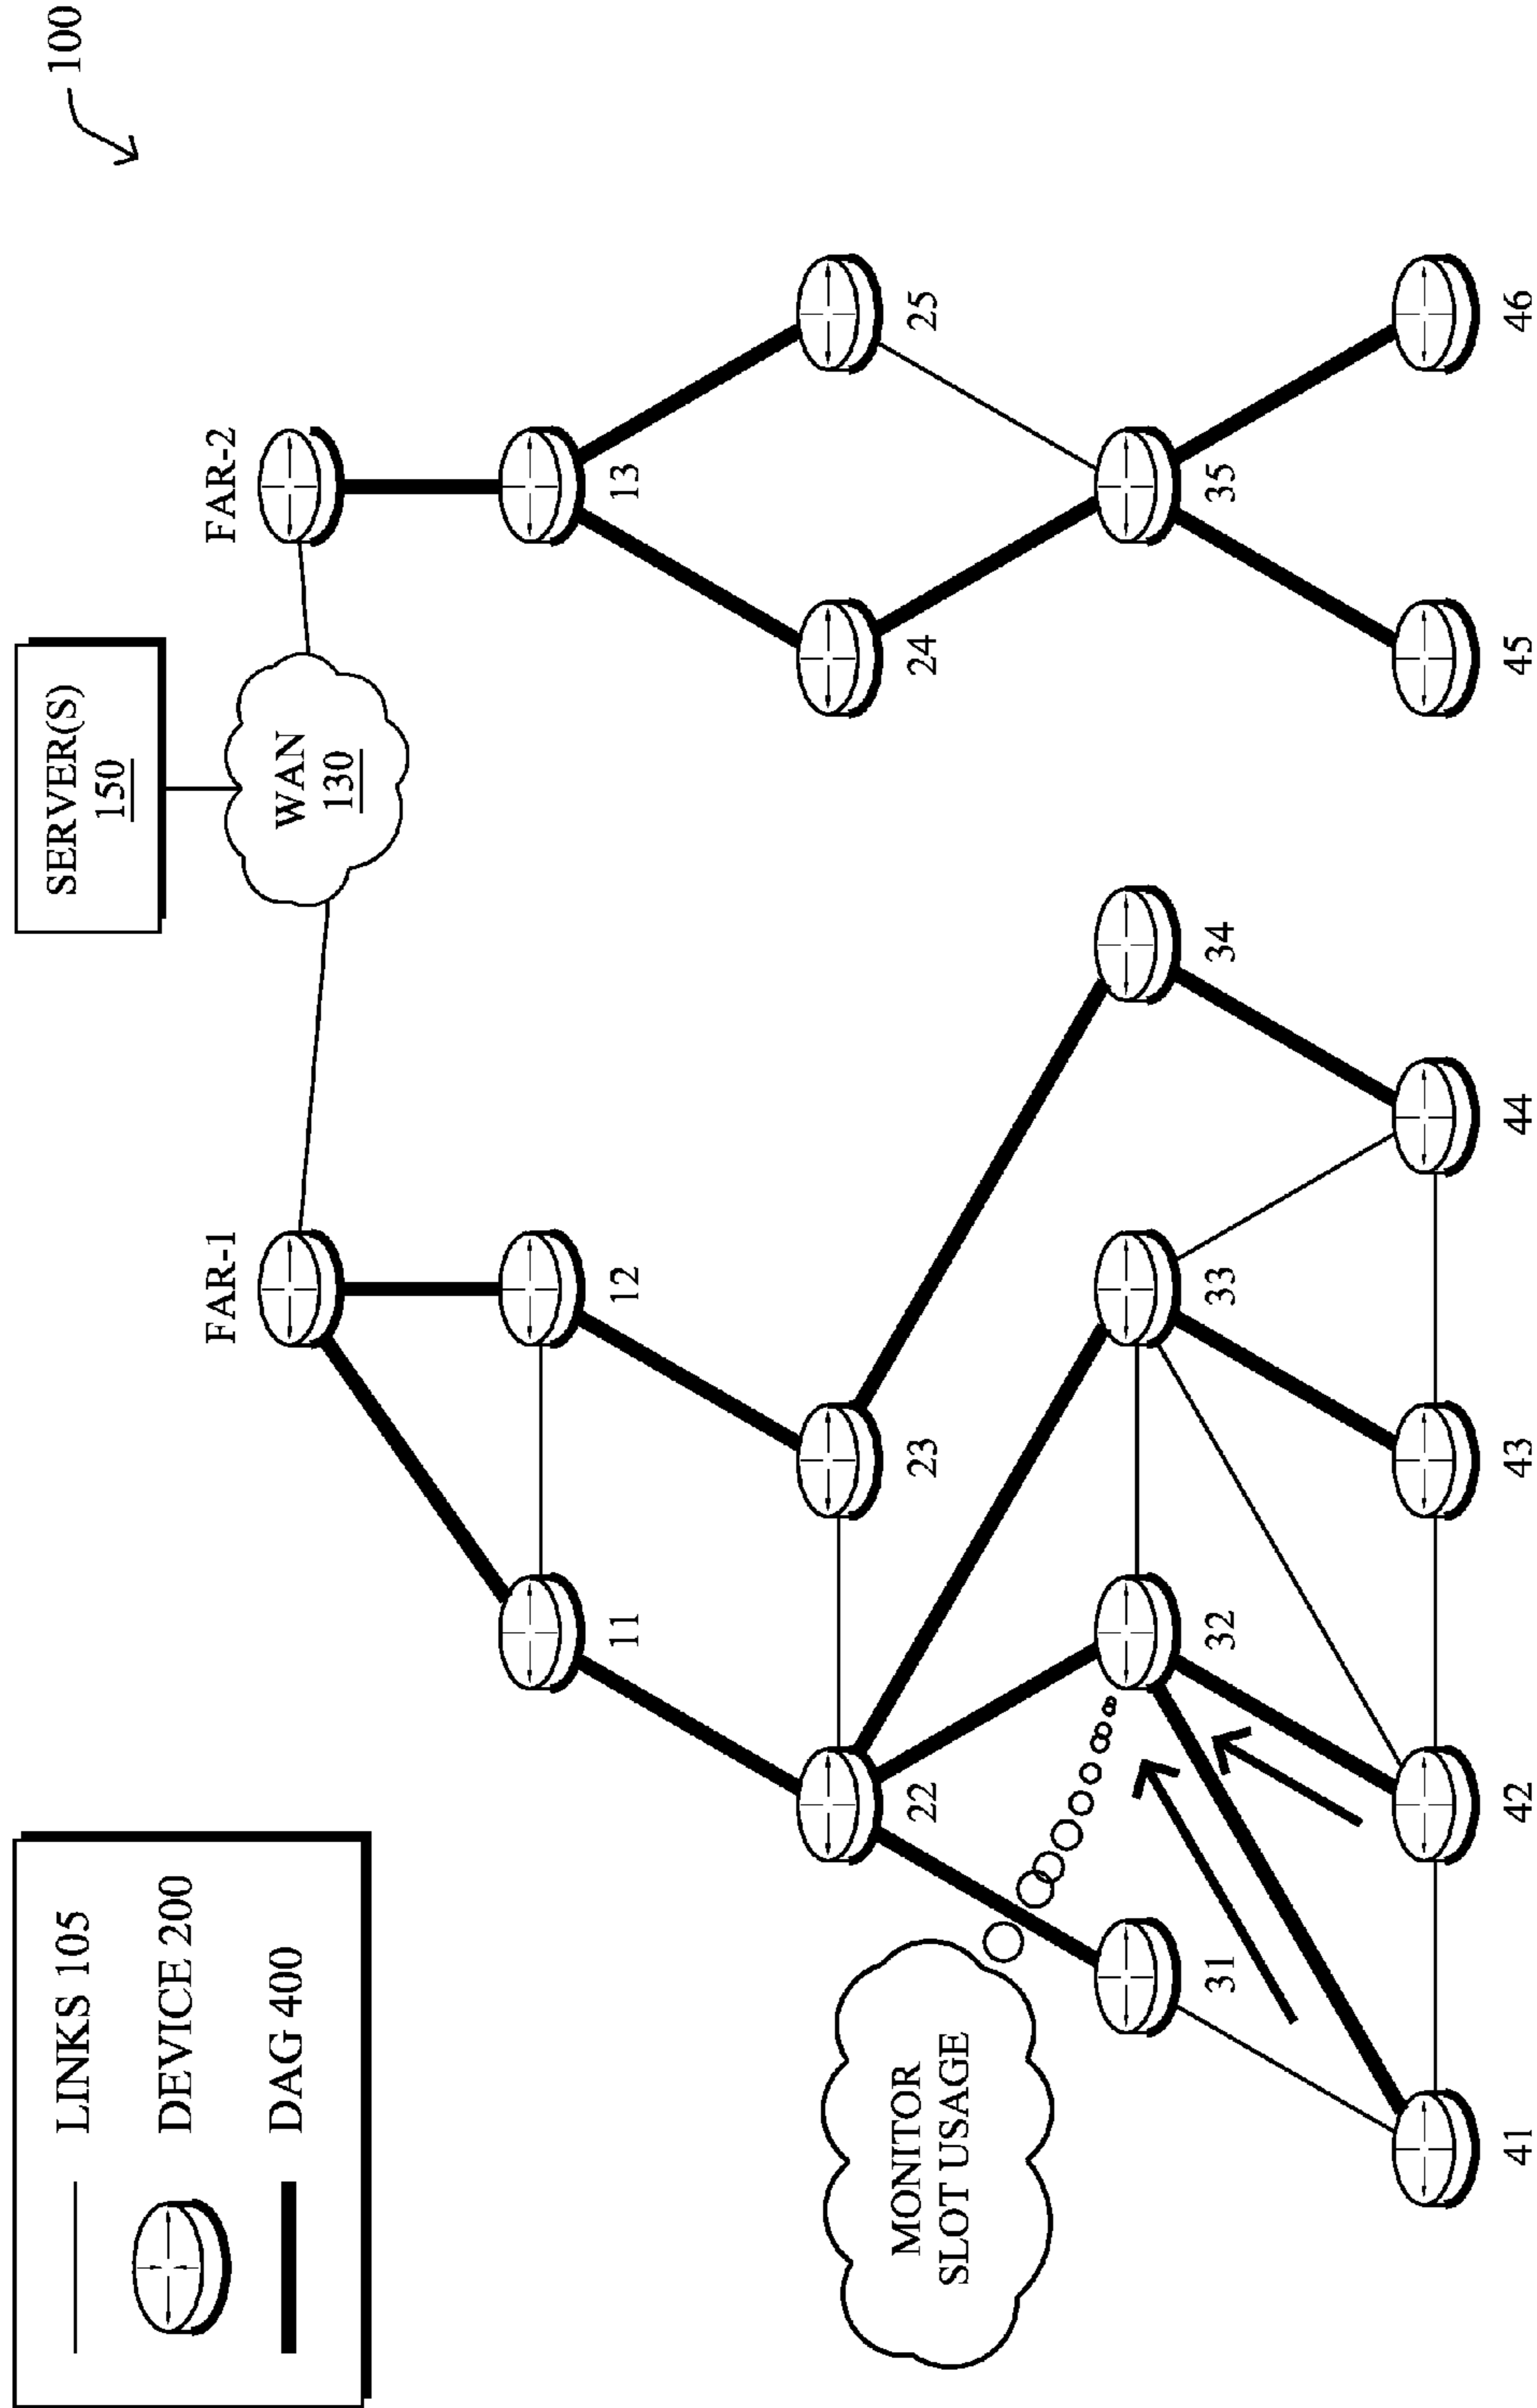 LINKS 105
DEVICE 200
DAG 400
SERVER(S)
150
100
WAN
130
FAR-1
FAR-2
11
12
13
22
23
24
25
MONITOR
SLOT USAGE
31
32
33
34
35
41
42
43
44
45
46